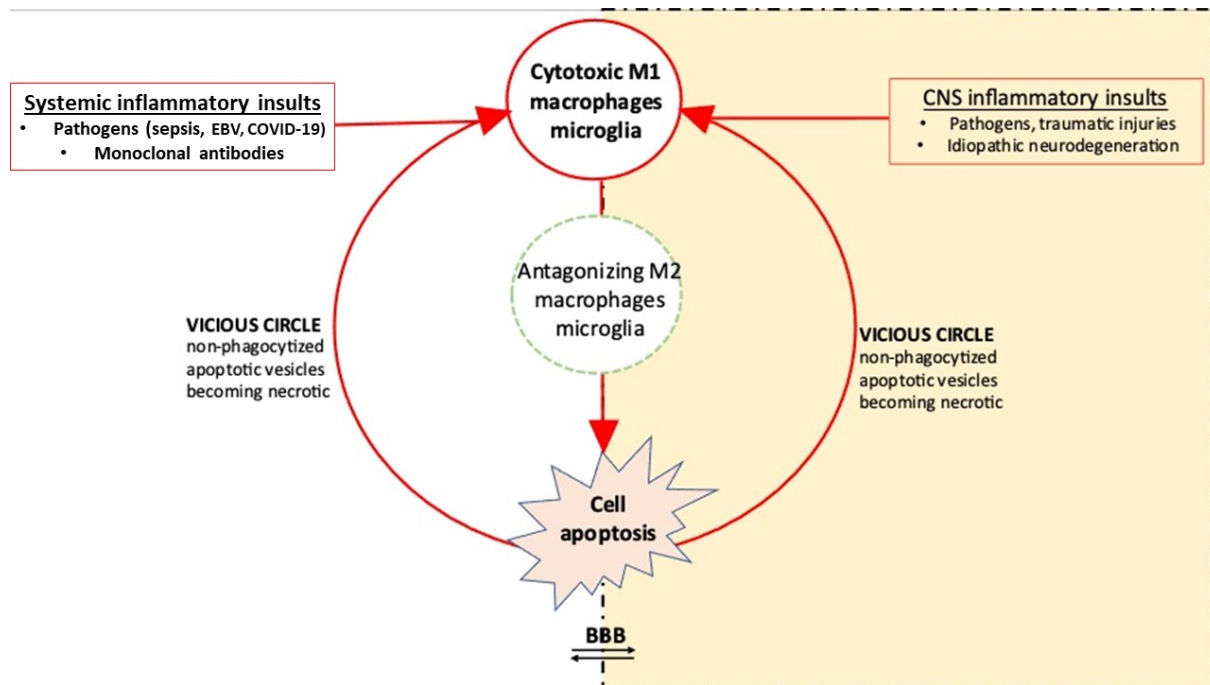 Cytotoxic M1
macrophages
microglia
Systemic inflammatory insults
• Pathogens (sepsis, EBV, COVID-19)
• Monoclonal antibodies
CNS inflammatory insults
• Pathogens, traumatic injuries
• Idiopathic neurodegeneration
Antagonizing M2
macrophages
microglia
VICIOUS CIRCLE
non-phagocytized
apoptotic vesicles
becoming necrotic
VICIOUS CIRCLE
non-phagocytized
apoptotic vesicles
becoming necrotic
Cell
apoptosis
BBB